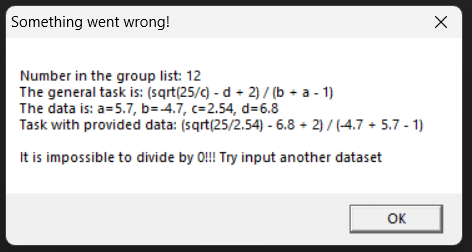 Something went wrong!
Number in the group list: 12
The general task is: (sqrt(25/c) - d + 2) / (b + a - 1)
The data is: a=5.7, b=-4.7, c=2.54, d=6.8
Task with provided data: (sqrt(25/2.54) - 6.8 + 2) / (-4.7 + 5.7 - 1)
It is impossible to divide by 0!!! Try input another dataset
OK